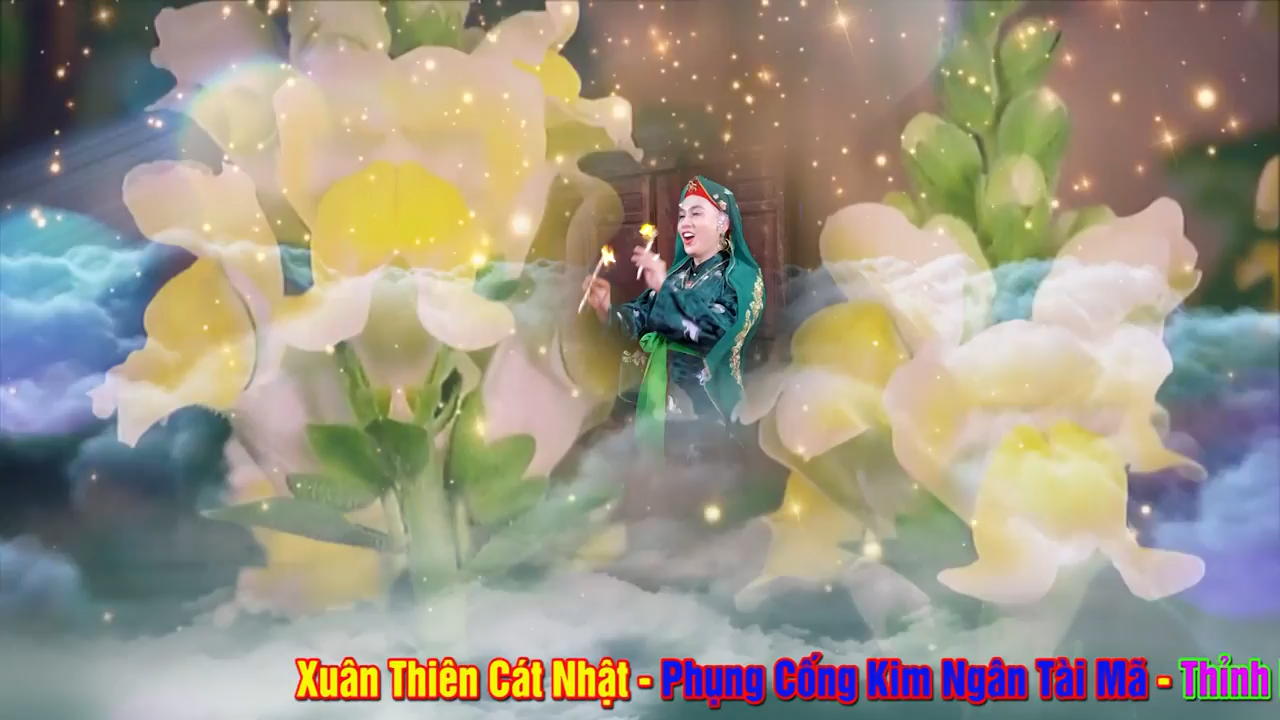 Xuân Thiên Cát Nhật - Phụng Cống Kim Ngân Tài Mã - Thỉnh